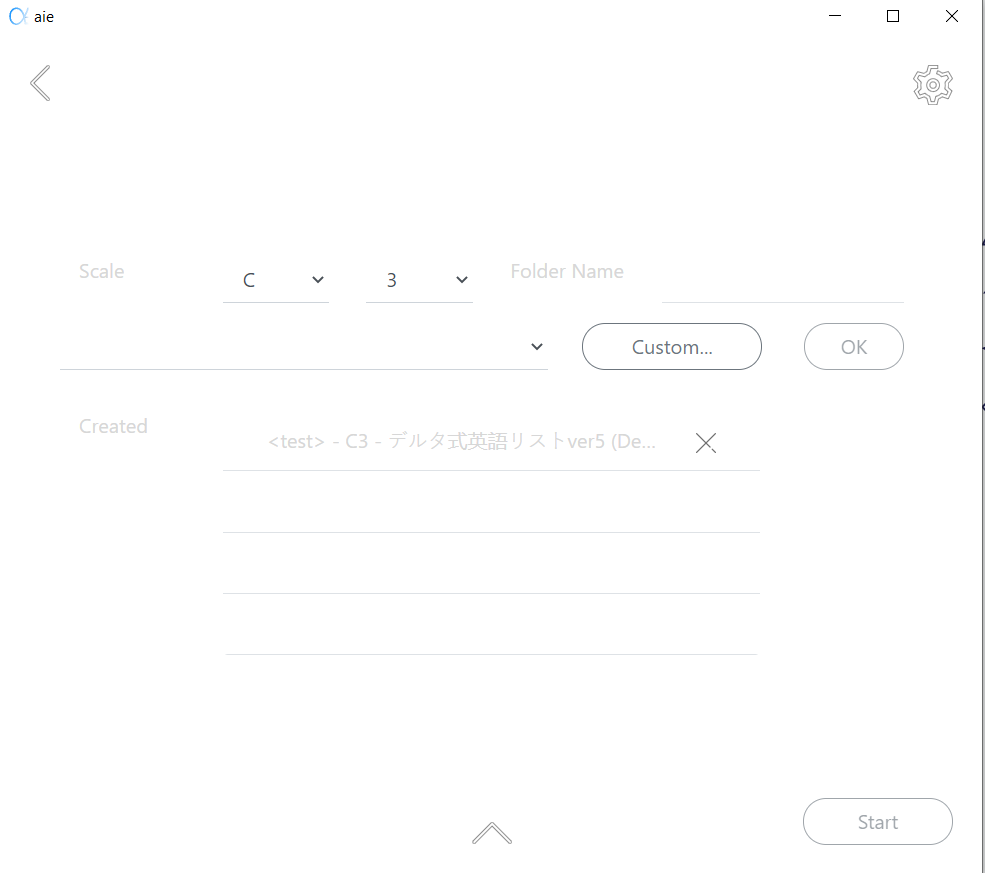 aie
Scale
C
3
Folder Name
Custom...
OK
Created
<test> - C3 - デルタ式英語リストver5 (De...
Start